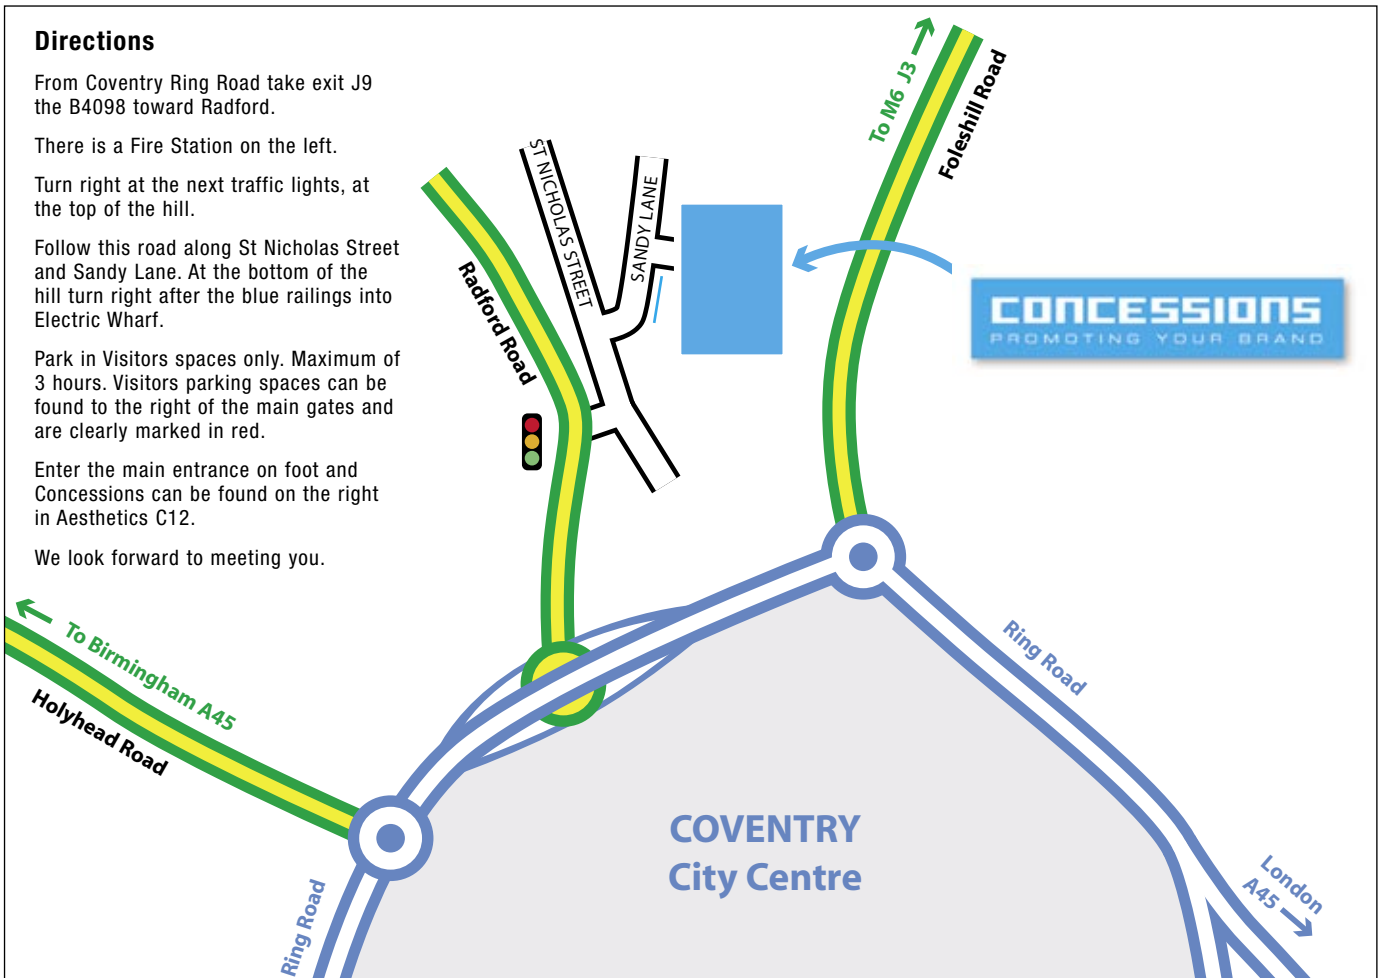 Directions
From Coventry Ring Road take exit J9
the B4098 toward Radford.
There is a Fire Station on the left.
Turn right at the next traffic lights, at
the top of the hill.
Follow this road along St Nicholas Street
and Sandy Lane. At the bottom of the
hill turn right after the blue railings into
Electric Wharf.
Park in Visitors spaces only. Maximum of
3 hours. Visitors parking spaces can be
found to the right of the main gates and
are clearly marked in red.
Enter the main entrance on foot and
Concessions can be found on the right
in Aesthetics C12.
We look forward to meeting you.
To M6 J3
Foleshill Road
ST NICHOLAS STREET
SANDY LANE
Radford Road
CONCESSIONS
PROMOTING YOUR BRAND
To Birmingham A45
Holyhead Road
Ring Road
COVENTRY
City Centre
London
A45
Ring Road